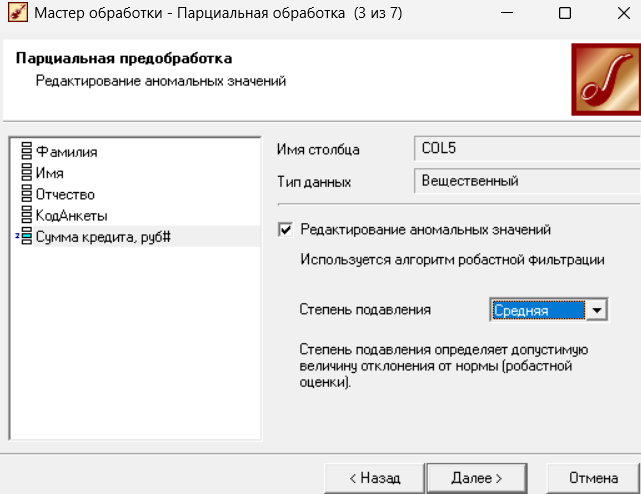 Мастер обработки - Парциальная обработка (3 из 7)
Парциальная предобработка
Редактирование аномальных значений
Фамилия
Имя
Отчество
КодАнкеты
Сумма кредита, руб#
Имя столбца
COL5
Тип данных
Вещественный
Редактирование аномальных значений
Используется алгоритм робастной фильтрации
Степень подавления
Средняя
Степень подавления определяет допустимую
величину отклонения от нормы (робастной
оценки).
< Назад
Далее >
Отмена